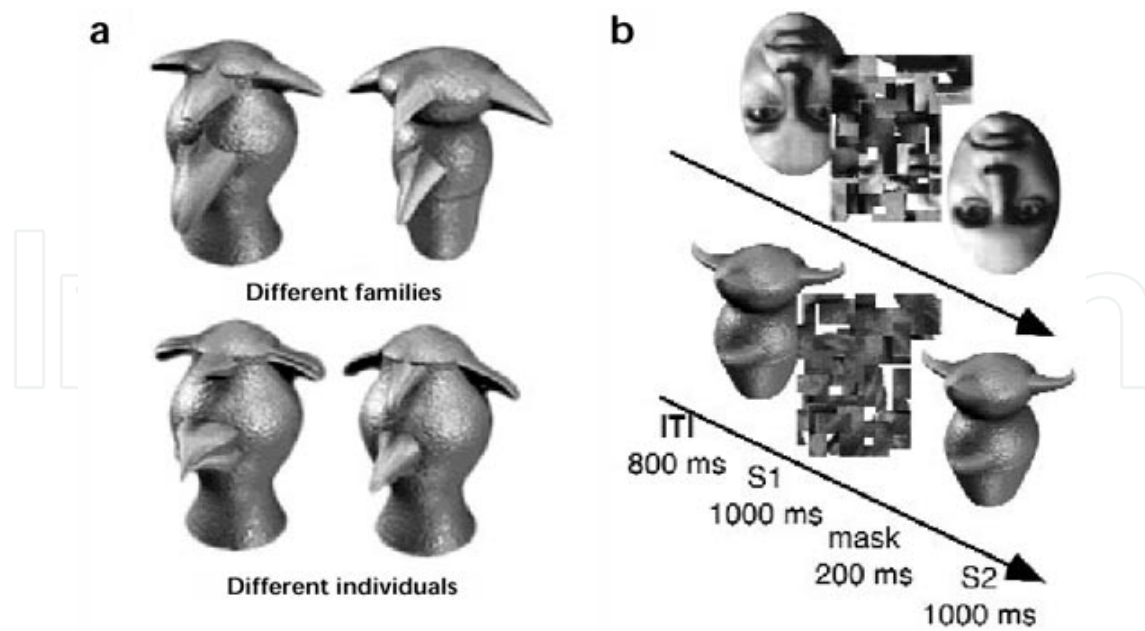 a
Different families
Different individuals
b
ITI
800 ms
S1
1000 ms
mask
200 ms
S2
1000 ms